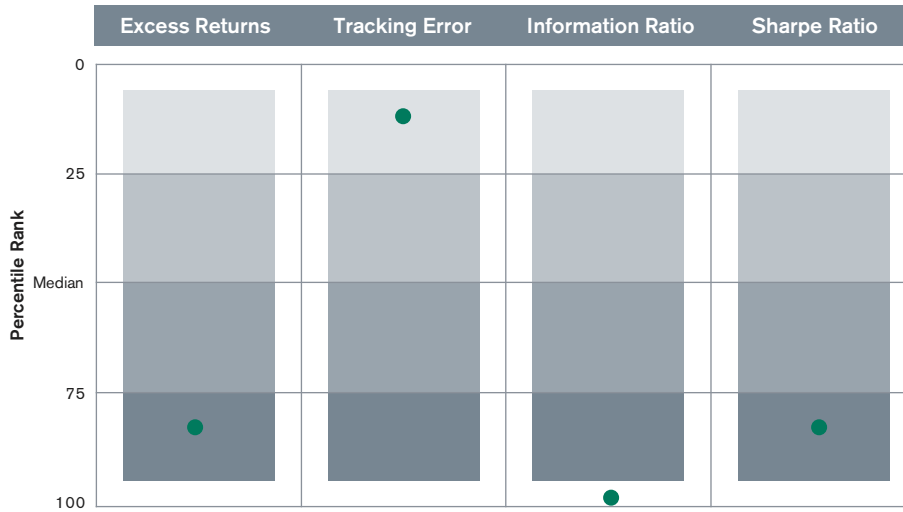 Excess Returns Tracking Error Information Ratio Sharpe Ratio
0
25
Median
75
100
Percentile Rank